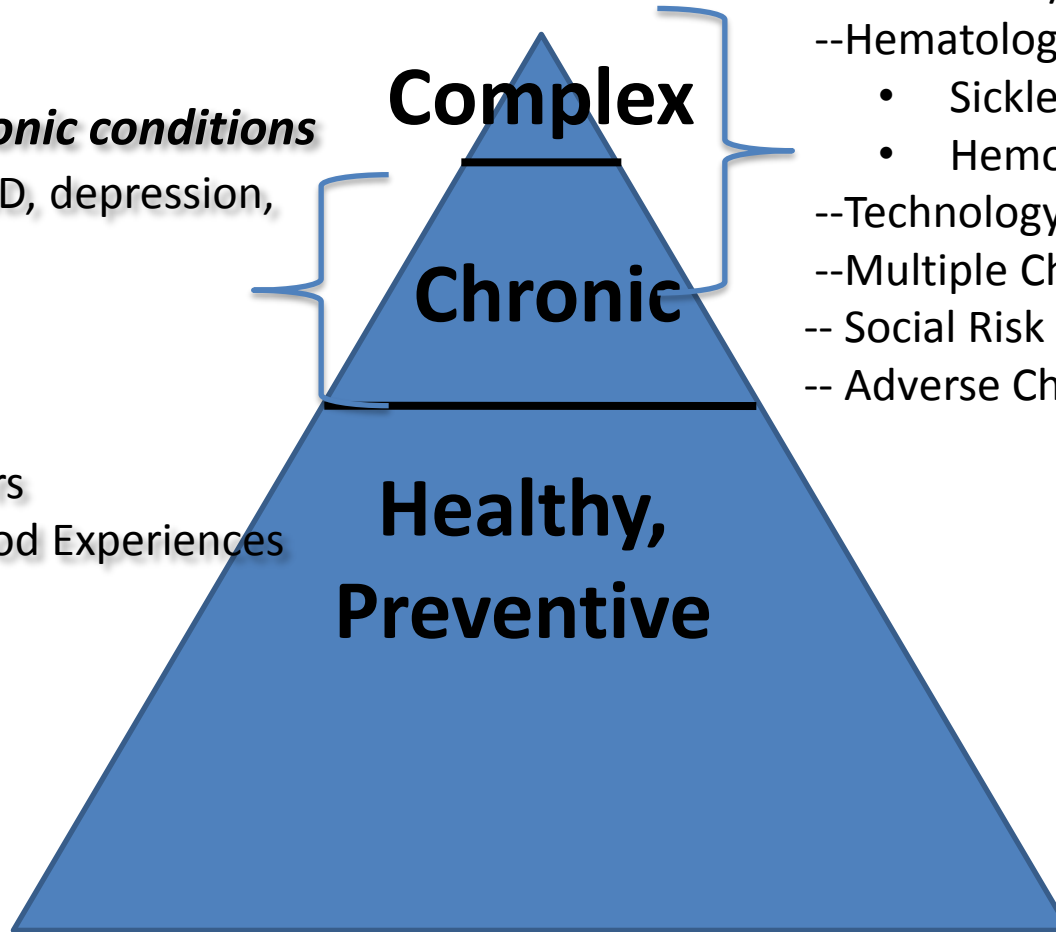 onic conditions
D, depression,
rs
od Experiences
Complex
Chronic
Healthy,
Preventive
--Hematolog
• Sickle
• Hemo
--Technology
--Multiple Ch
-- Social Risk
-- Adverse Ch